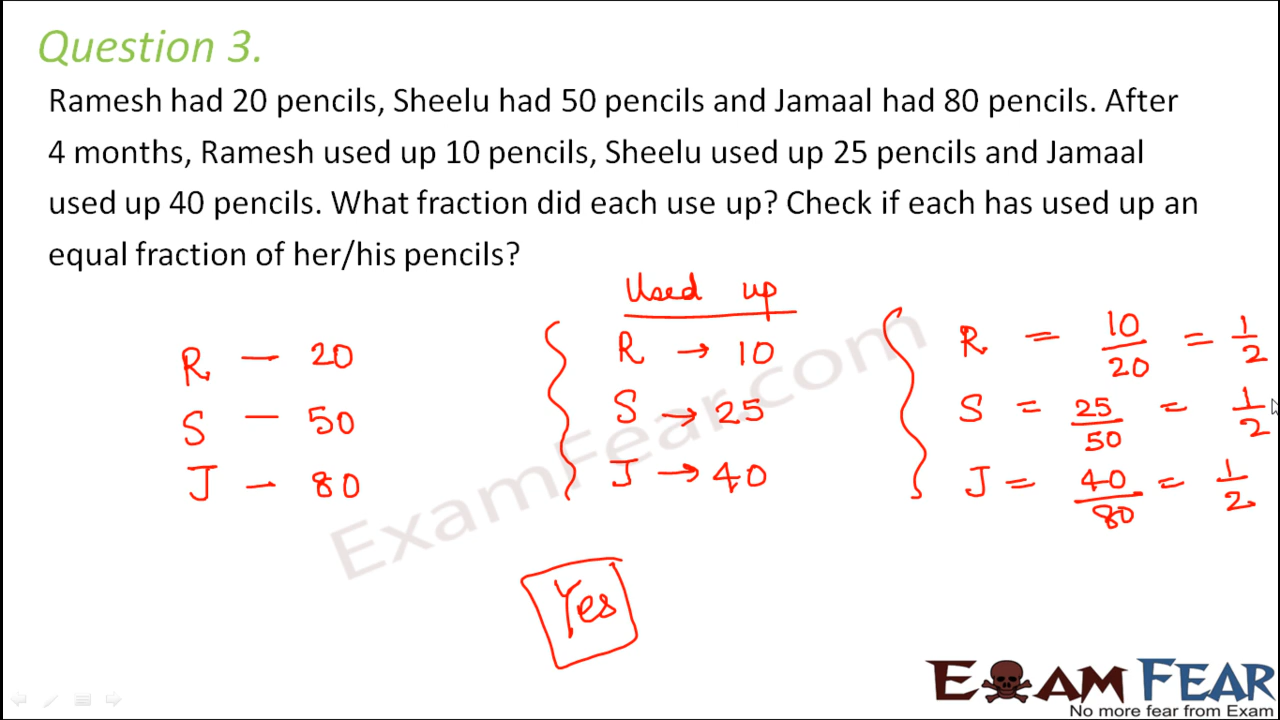 Question 3.
Ramesh had 20 pencils, Sheelu had 50 pencils and Jamaal had 80 pencils. After
4 months, Ramesh used up 10 pencils, Sheelu used up 25 pencils and Jamaal
used up 40 pencils. What fraction did each use up? Check if each has used up an
equal fraction of her/his pencils?
Used up
R – 20
S – 50
J – 80
R → 10
S → 25
J → 40
R = 10/20 = 1/2
S = 25/50 = 1/2
J = 40/80 = 1/2
Yes
ExamFear.com
EXAM FEAR
No more fear from Exam